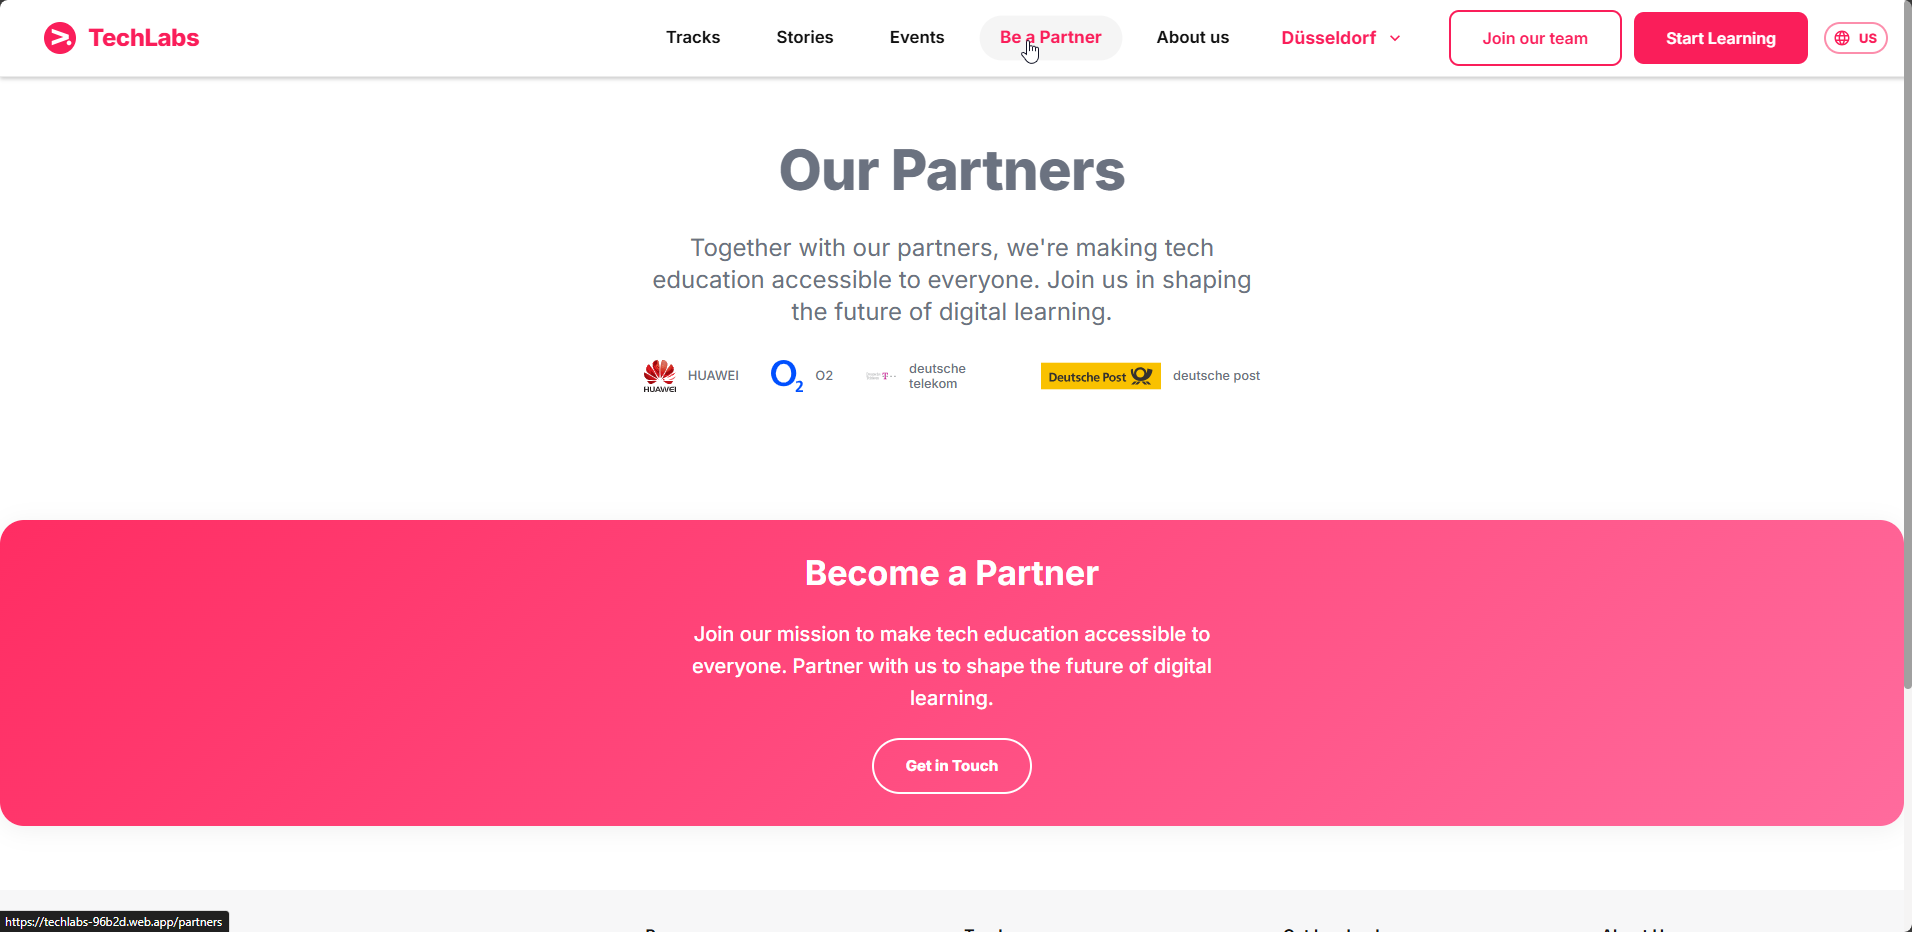 TechLabs
Tracks
Stories
Events
Be a Partner
About us
Düsseldorf
Join our team
Start Learning
US
Our Partners
Together with our partners, we're making tech
education accessible to everyone. Join us in shaping
the future of digital learning.
HUAWEI
HUAWEI
O2
O2
deutsche
telekom
Deutsche Post
deutsche post
Become a Partner
Join our mission to make tech education accessible to
everyone. Partner with us to shape the future of digital
learning.
Get in Touch
https://techlabs-96b2d.web.app/partners